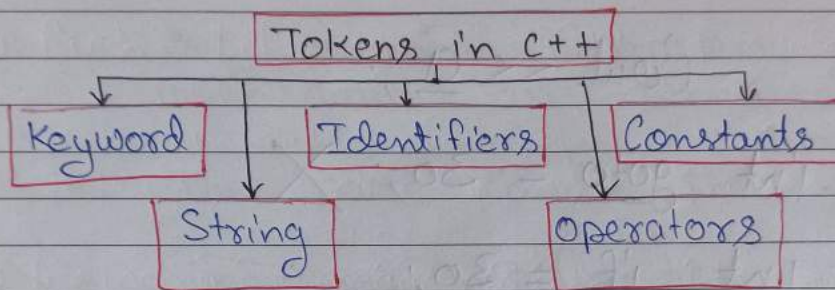 Tokens in c++
Keyword Identifiers Constants
String Operators